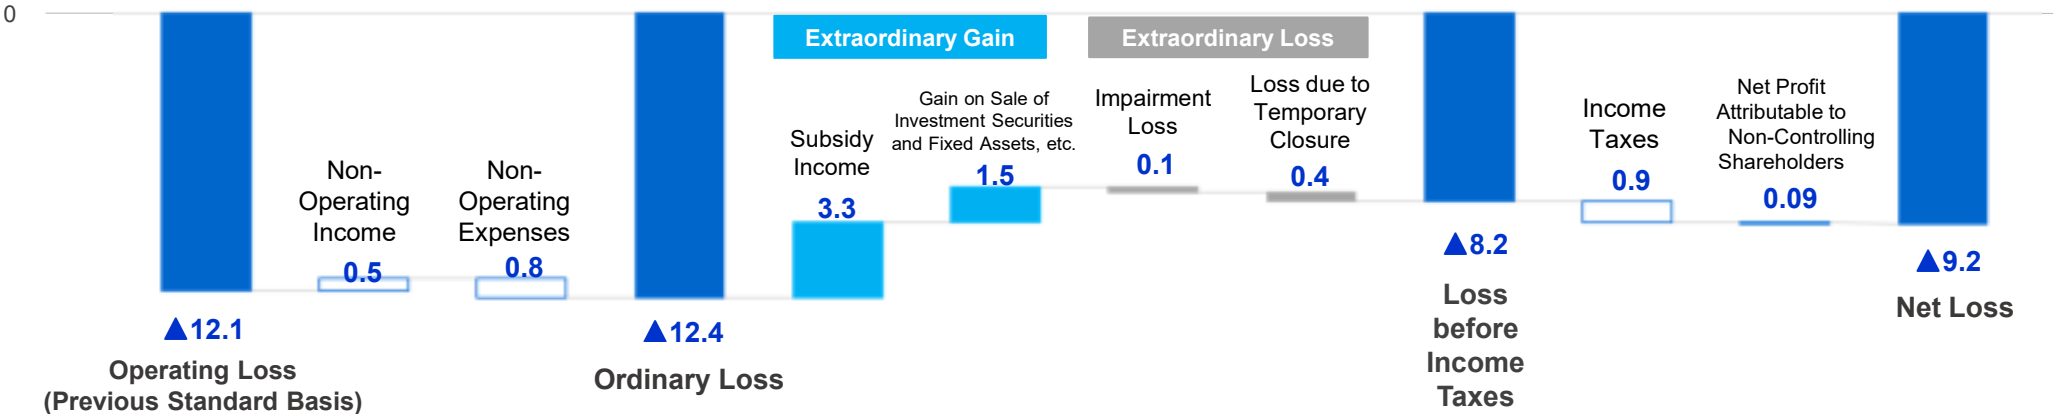 0
▲12.1
Operating Loss
(Previous Standard Basis)
Non-
Operating
Income
0.5
Non-
Operating
Expenses
0.8
▲12.4
Ordinary Loss
Extraordinary Gain
Subsidy
Income
3.3
Gain on Sale of
Investment Securities
and Fixed Assets, etc.
1.5
Extraordinary Loss
Impairment
Loss
0.1
Loss due to
Temporary
Closure
0.4
▲8.2
Loss
before
Income
Taxes
Income
Taxes
0.9
Net Profit
Attributable to
Non-Controlling
Shareholders
0.09
▲9.2
Net Loss